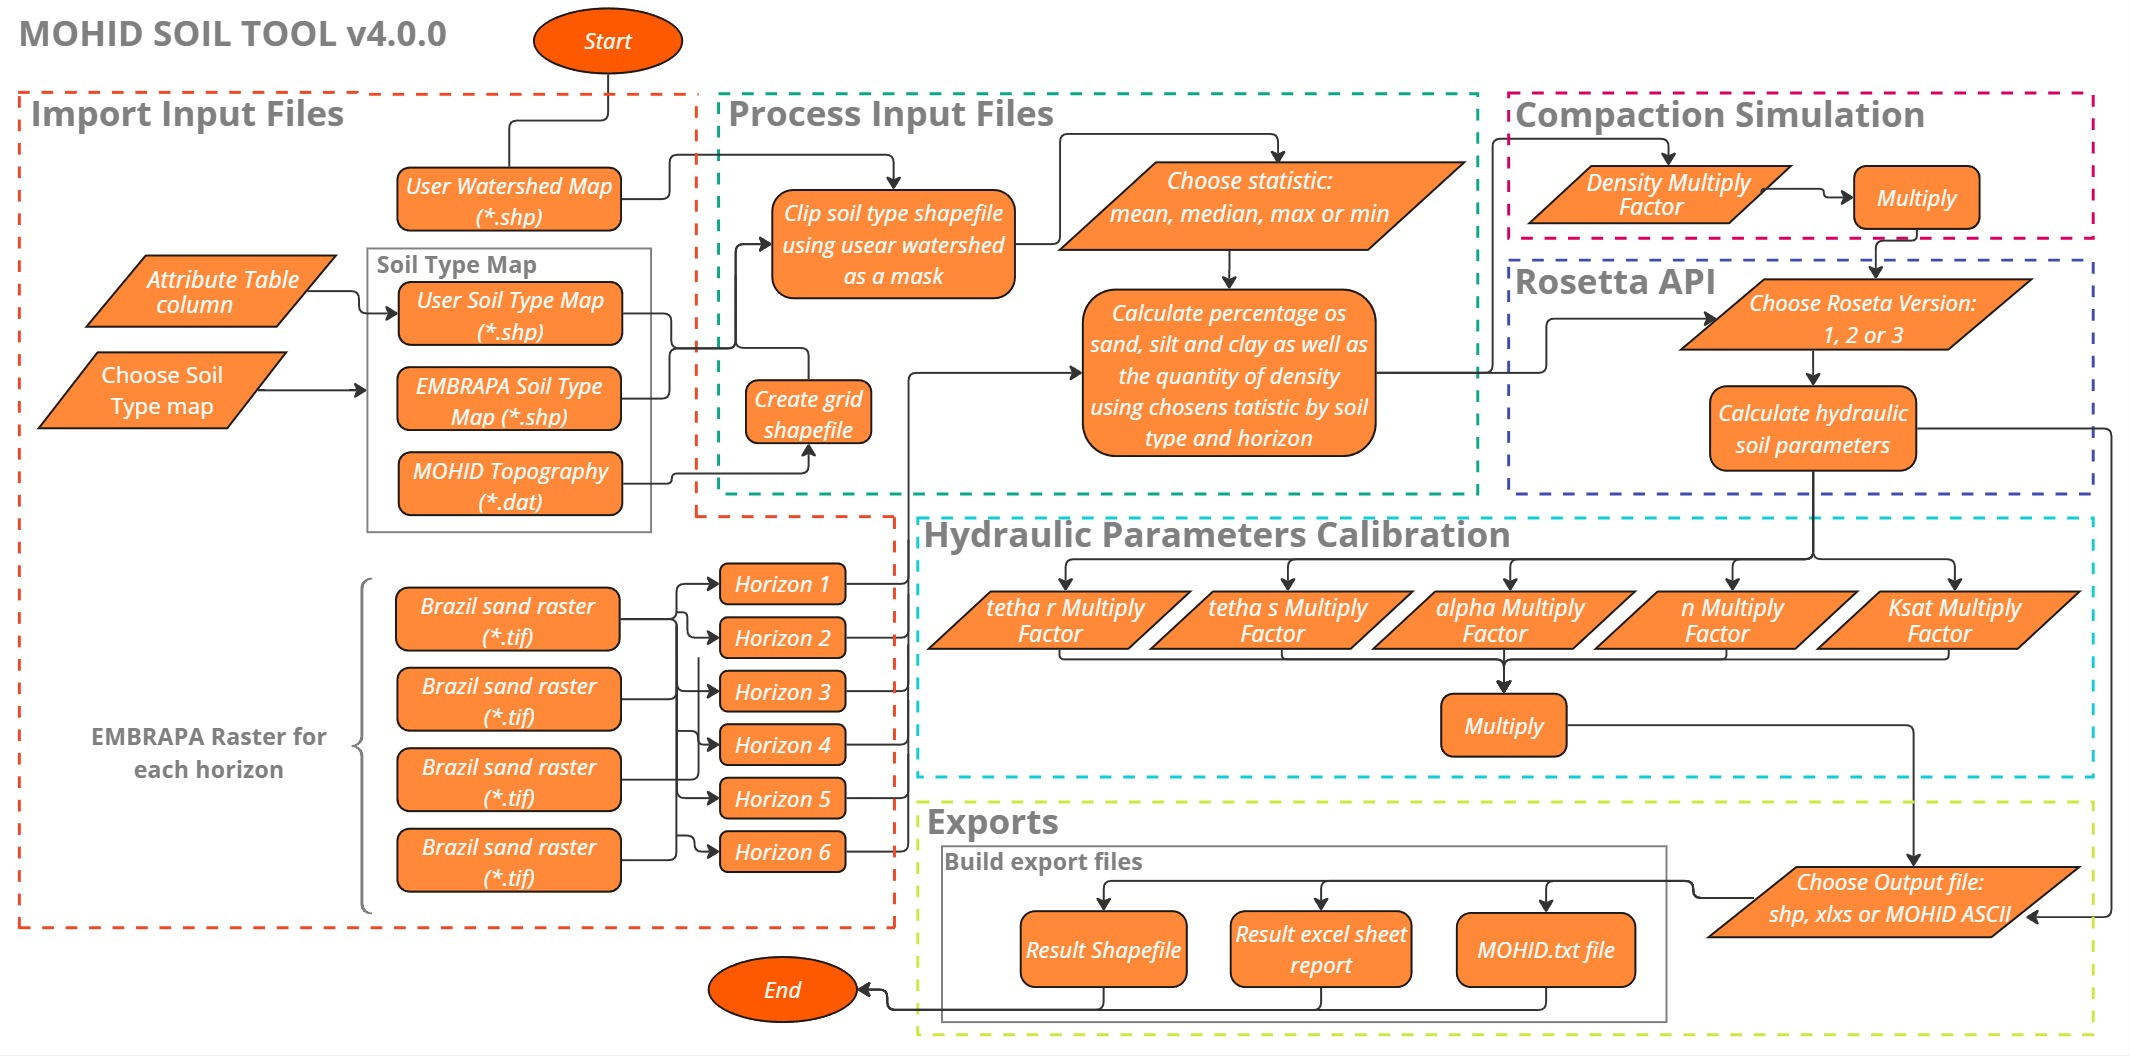 MOHID SOIL TOOL v4.0.0
Start
Import Input Files
User Watershed Map
(*.shp)
Attribute Table
column
Choose Soil
Type map
Soil Type Map
User Soil Type Map
(*.shp)
EMBRAPA Soil Type
Map (*.shp)
MOHID Topography
(*.dat)
EMBRAPA Raster for
each horizon
Brazil sand raster
(*.tif)
Brazil sand raster
(*.tif)
Brazil sand raster
(*.tif)
Brazil sand raster
(*.tif)
Horizon 1
Horizon 2
Horizon 3
Horizon 4
Horizon 5
Horizon 6
Process Input Files
Clip soil type shapefile
using usear watershed
as a mask
Create grid
shapefile
Choose statistic:
mean, median, max or min
Calculate percentage os
sand, silt and clay as well as
the quantity of density
using chosens tatistic by soil
type and horizon
Compaction Simulation
Density Multiply
Factor
Multiply
Rosetta API
Choose Roseta Version:
1, 2 or 3
Calculate hydraulic
soil parameters
Hydraulic Parameters Calibration
tetha r Multiply
Factor
tetha s Multiply
Factor
alpha Multiply
Factor
n Multiply
Factor
Ksat Multiply
Factor
Multiply
Exports
Build export files
Choose Output file:
shp, xlxs or MOHID ASCII
Result Shapefile
Result excel sheet
report
MOHID.txt file
End